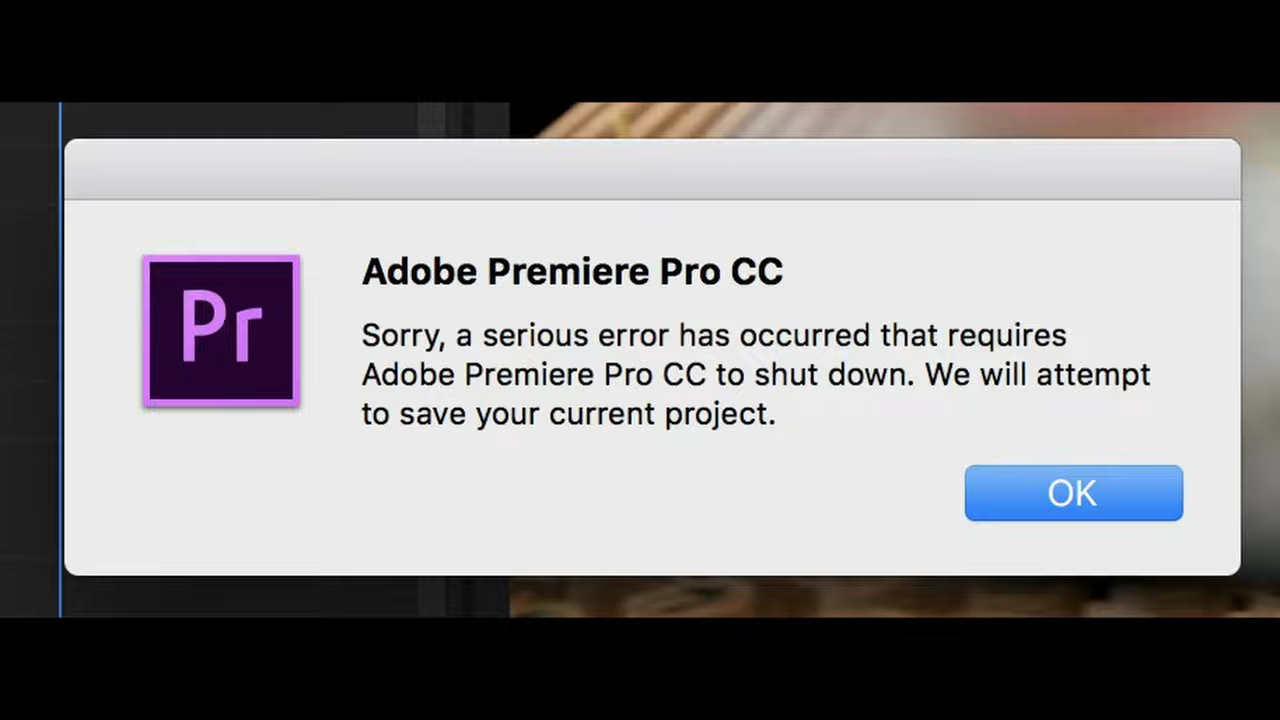 Adobe Premiere Pro CC
Pr
Sorry, a serious error has occurred that requires
Adobe Premiere Pro CC to shut down. We will attempt
to save your current project.
OK